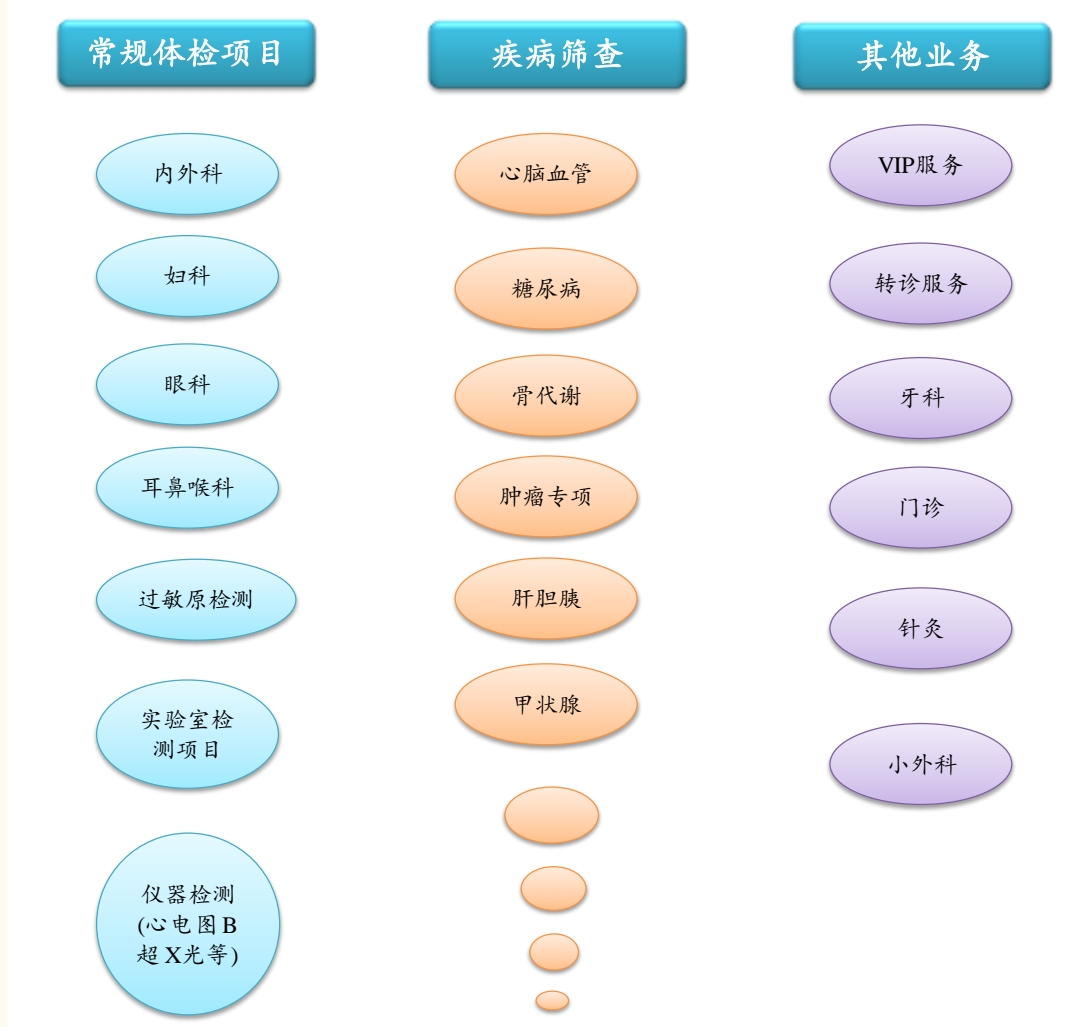 常规体检项目
内外科
妇科
眼科
耳鼻喉科
过敏原检测
实验室检
测项目
仪器检测
(心电图B
超X光等)
疾病筛查
心脑血管
糖尿病
骨代谢
肿瘤专项
肝胆胰
甲状腺
其他业务
VIP服务
转诊服务
牙科
门诊
针灸
小外科